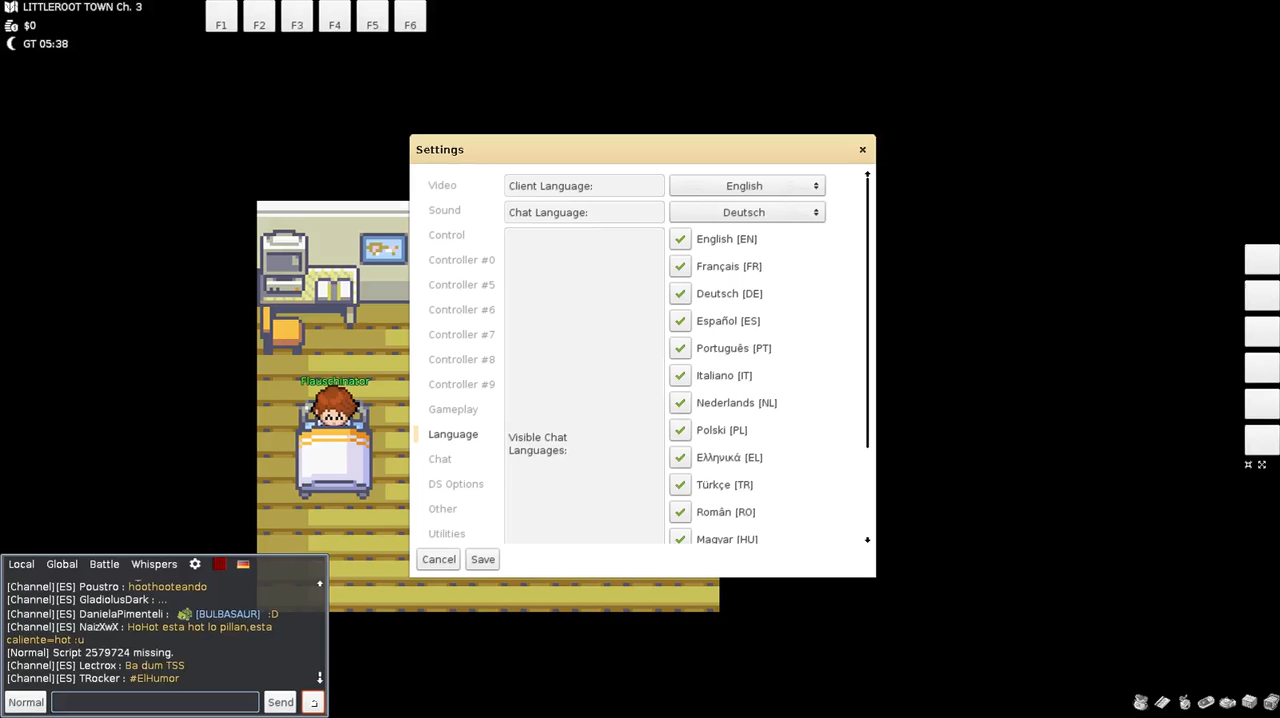 LITTLEROOT TOWN Ch. 3
$0
GT 05:38
F1 F2 F3 F4 F5 F6
Settings
Video
Sound
Control
Controller #0
Controller #5
Controller #6
Controller #7
Controller #8
Controller #9
Gameplay
Language
Chat
DS Options
Other
Utilities
Client Language: English
Chat Language: Deutsch
Visible Chat
Languages:
English [EN]
Français [FR]
Deutsch [DE]
Español [ES]
Português [PT]
Italiano [IT]
Nederlands [NL]
Polski [PL]
Ελληνικά [EL]
Türkçe [TR]
Român [RO]
Magyar [HU]
Cancel Save
Flauschinator
Local Global Battle Whispers
[Channel][ES] Poustro : hoothooteando
[Channel][ES] GladiolusDark : ...
[Channel][ES] DanielaPimenteli : [BULBASAUR] :D
[Channel][ES] NaizXwX : HoHot esta hot lo pillan,esta
caliente=hot :u
[Normal] Script 2579724 missing.
[Channel][ES] Lectrox : Ba dum TSS
[Channel][ES] TRocker : #ElHumor
Normal Send